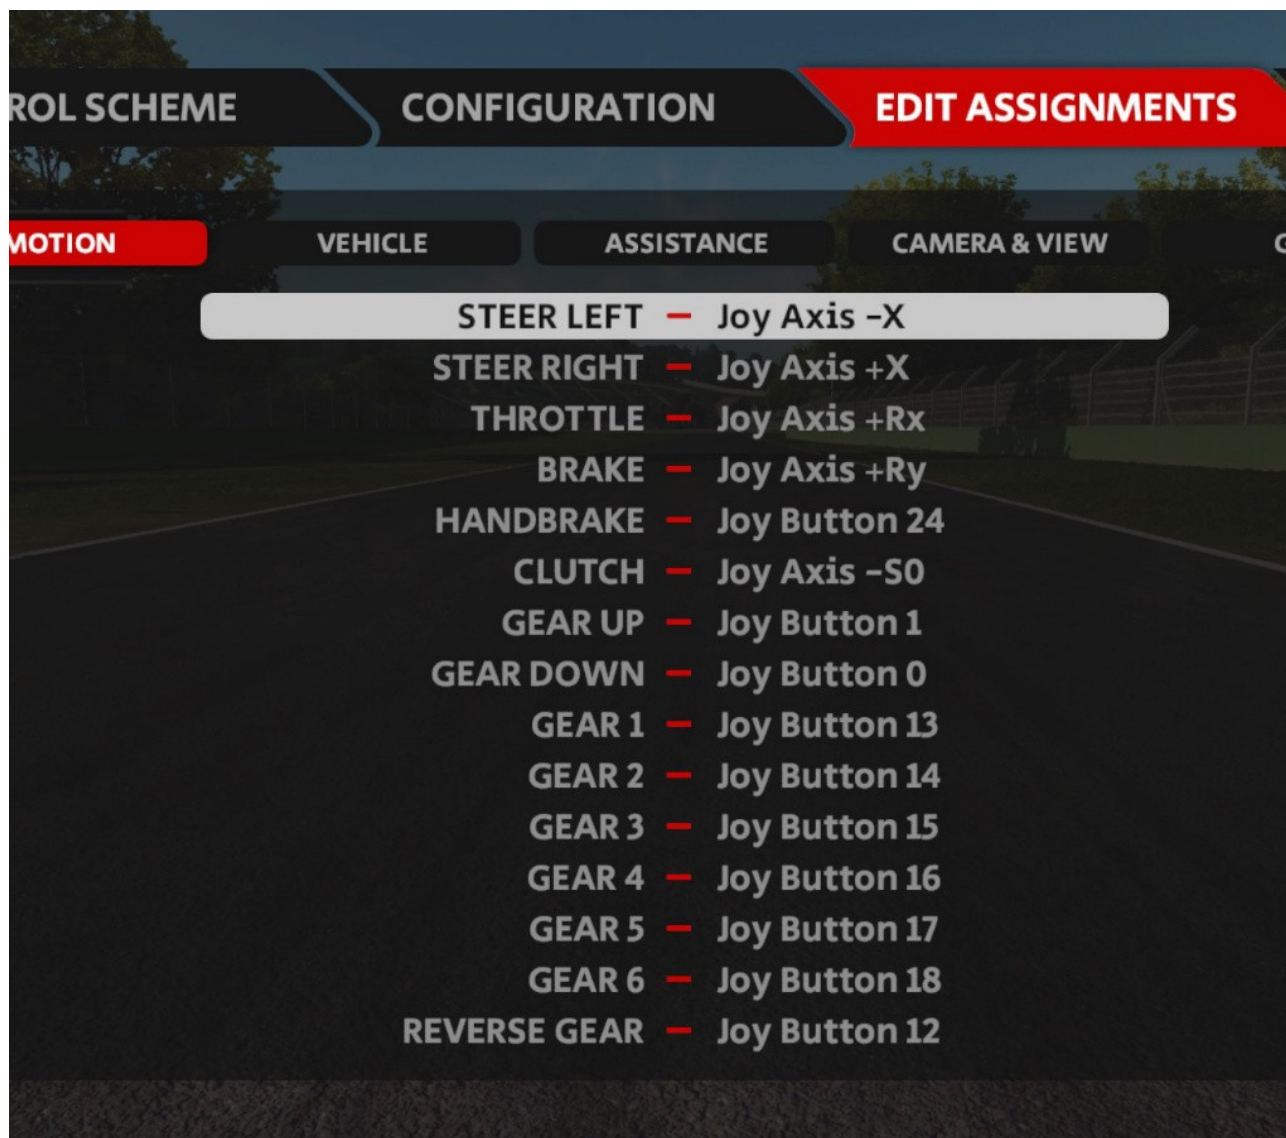 ROL SCHEME CONFIGURATION EDIT ASSIGNMENTS
MOTION VEHICLE ASSISTANCE CAMERA & VIEW
STEER LEFT – Joy Axis -X
STEER RIGHT – Joy Axis +X
THROTTLE – Joy Axis +Rx
BRAKE – Joy Axis +Ry
HANDBRAKE – Joy Button 24
CLUTCH – Joy Axis -S0
GEAR UP – Joy Button 1
GEAR DOWN – Joy Button 0
GEAR 1 – Joy Button 13
GEAR 2 – Joy Button 14
GEAR 3 – Joy Button 15
GEAR 4 – Joy Button 16
GEAR 5 – Joy Button 17
GEAR 6 – Joy Button 18
REVERSE GEAR – Joy Button 12